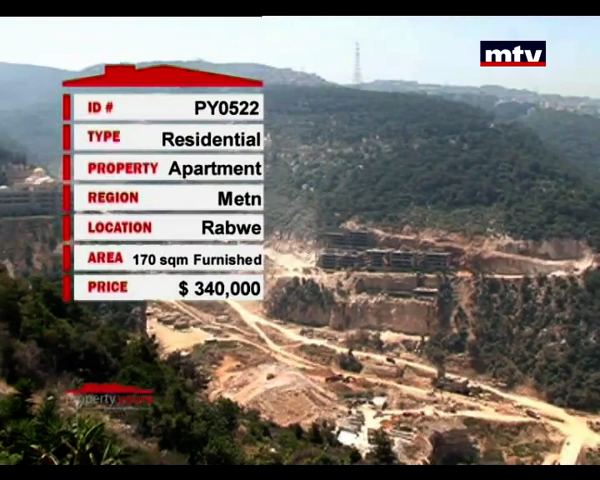 mtv
ID # PY0522
TYPE Residential
PROPERTY Apartment
REGION Metn
LOCATION Rabwe
AREA 170 sqm Furnished
PRICE $ 340,000